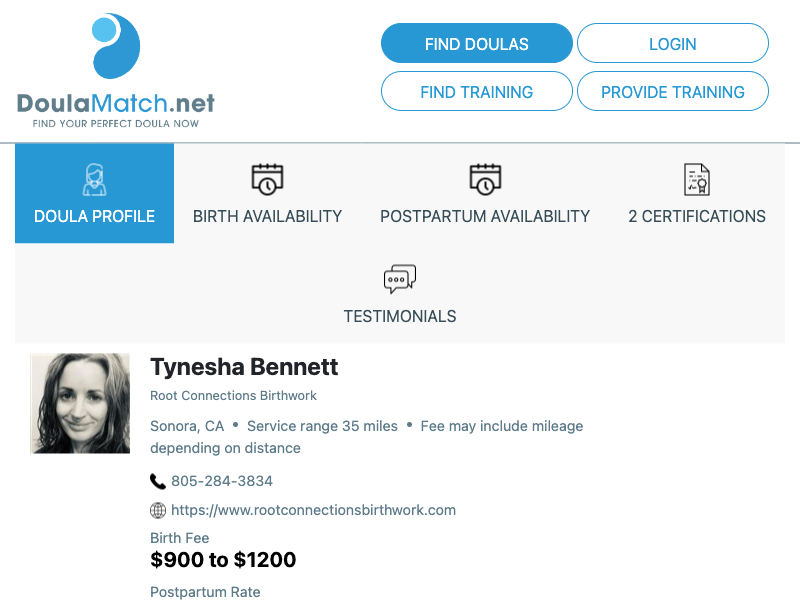 DoulaMatch.net
FIND YOUR PERFECT DOULA NOW
FIND DOULAS
LOGIN
FIND TRAINING
PROVIDE TRAINING
DOULA PROFILE
BIRTH AVAILABILITY
POSTPARTUM AVAILABILITY
2 CERTIFICATIONS
TESTIMONIALS
Tynesha Bennett
Root Connections Birthwork
Sonora, CA • Service range 35 miles • Fee may include mileage
depending on distance
805-284-3834
https://www.rootconnectionsbirthwork.com
Birth Fee
$900 to $1200
Postpartum Rate